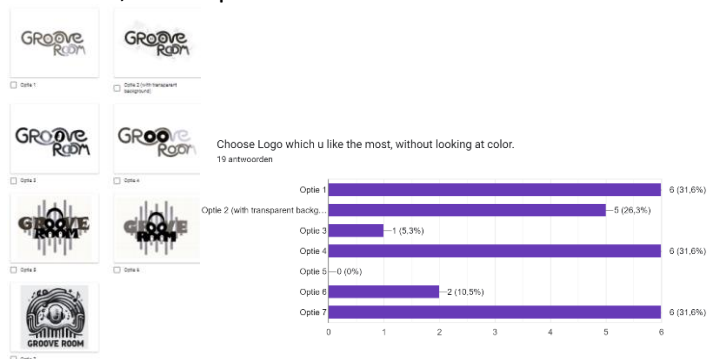 GROOVE
ROOM
GROOVE
ROOM
Optie 1
Optie 2 (with transparent
background)
GROOVE
ROOM
GROOVE
ROOM
Optie 3
Optie 4
GROOVE
ROOM
GROOVE
ROOM
Optie 5
Optie 6
GROOVE ROOM
Choose Logo which u like the most, without looking at color.
19 antwoorden
Optie 1
6 (31,6%)
Optie 2 (with transparent backg...
5 (26,3%)
Optie 3
1 (5,3%)
Optie 4
6 (31,6%)
Optie 5
0 (0%)
Optie 6
2 (10,5%)
Optie 7
6 (31,6%)
0 1 2 3 4 5 6